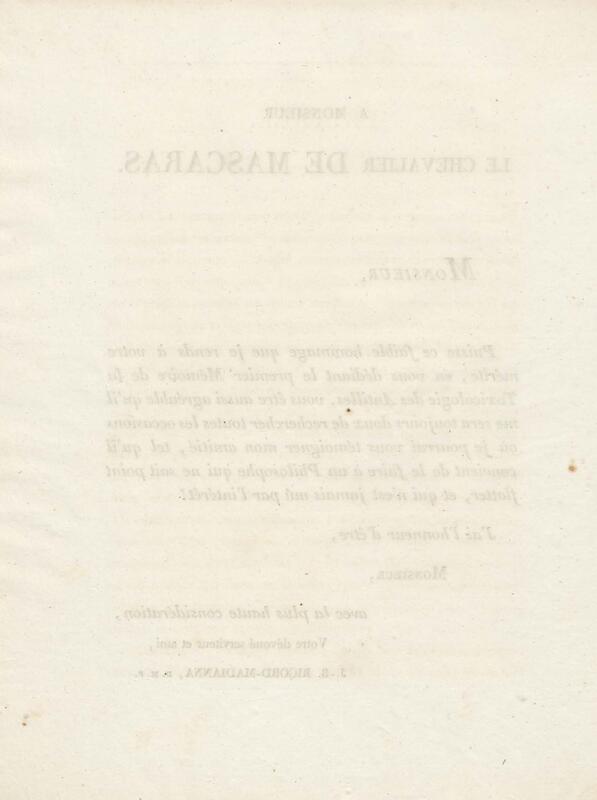 A MONSIEUR
LE CHEVALIER DE MASCARAS.
MONSIEUR,
Puisse ce faible hommage que je rends à votre
mérite, en vous dédiant le premier Mémoire de la
Toxicologie des Antilles, vous être aussi agréable qu'il
me sera toujours doux de rechercher toutes les occasions
où je pourrai vous témoigner mon amitié, tel qu'il
convient de le faire à un Philosophe qui ne sait point
flatter, et qui n'est jamais mû par l'intérêt!
J'ai l'honneur d'être,
MONSIEUR,
avec la plus haute considération,
Votre dévoué serviteur et ami,
J.-B. RICORD-MADIANNA, D. M. P.